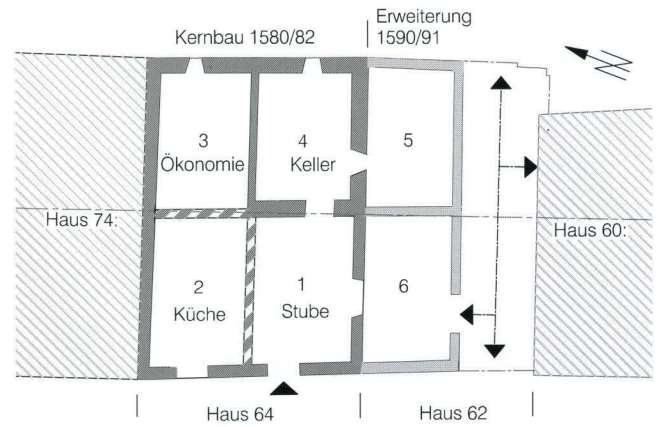 Kernbau 1580/82
Erweiterung
1590/91
N
3
Ökonomie
4
Keller
5
Haus 74:
Haus 60:
2
Küche
1
Stube
6
Haus 64
Haus 62